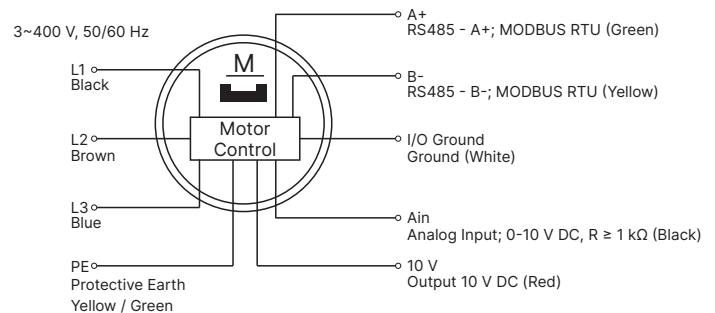 3~400 V, 50/60 Hz
L1
Black
L2
Brown
L3
Blue
PE
Protective Earth
Yellow / Green
M
Motor
Control
A+
RS485 - A+; MODBUS RTU (Green)
B-
RS485 - B-; MODBUS RTU (Yellow)
I/O Ground
Ground (White)
Ain
Analog Input; 0-10 V DC, R ≥ 1 kΩ (Black)
10 V
Output 10 V DC (Red)